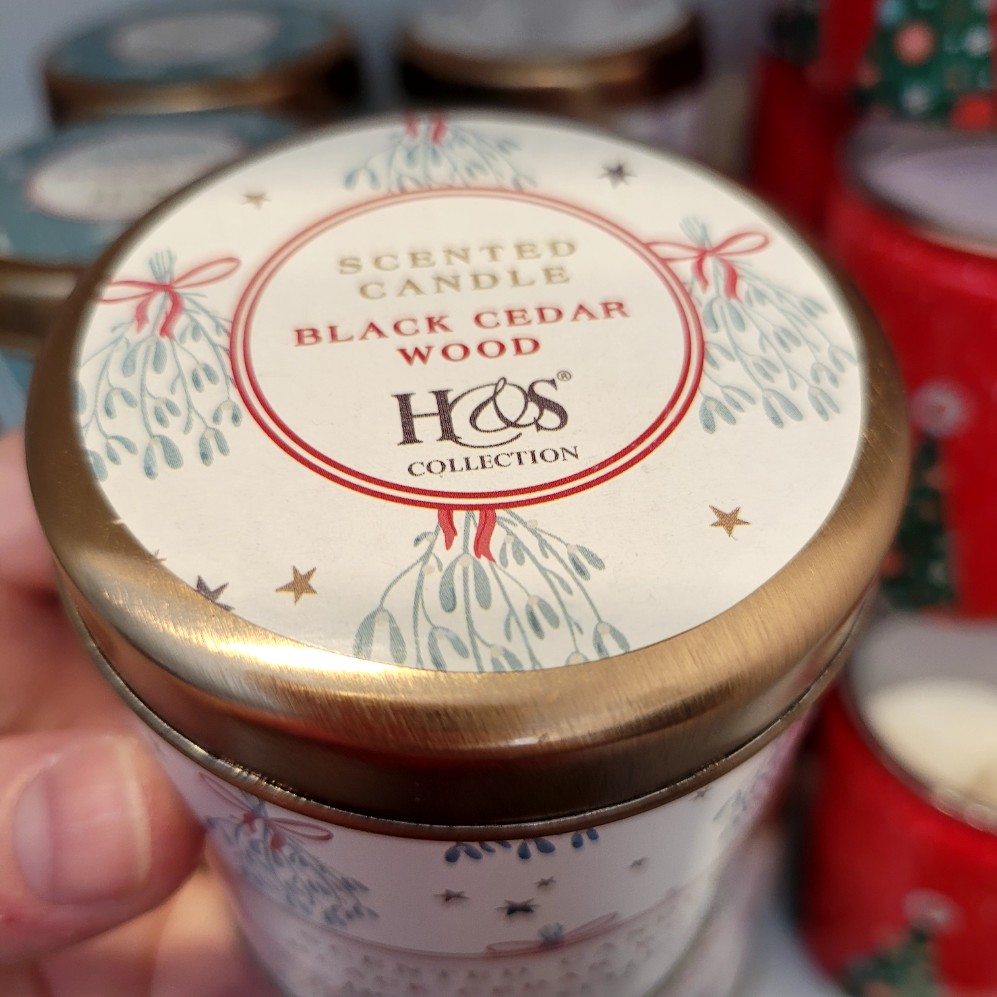 SCENTED
CANDLE
BLACK CEDAR
WOOD
H&S®
COLLECTION